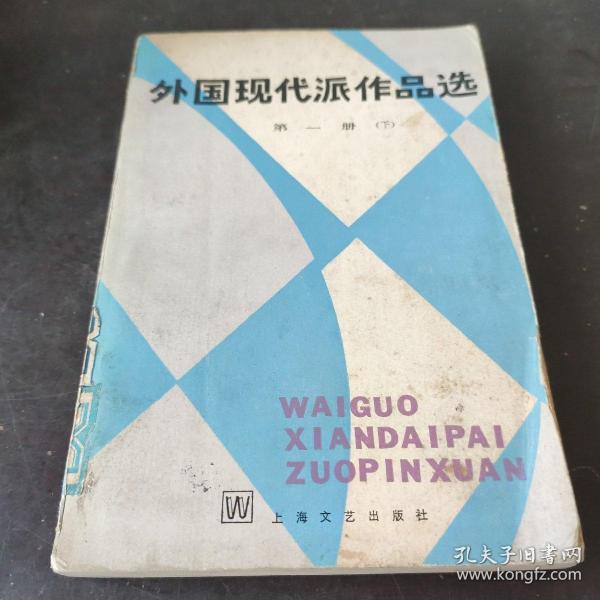 外国现代派作品选
第一册(下)
WAIGUO
XIANDAIPAI
ZUOPINXUAN
W 上海文艺出版社
孔夫子旧书网
www.kongfz.com